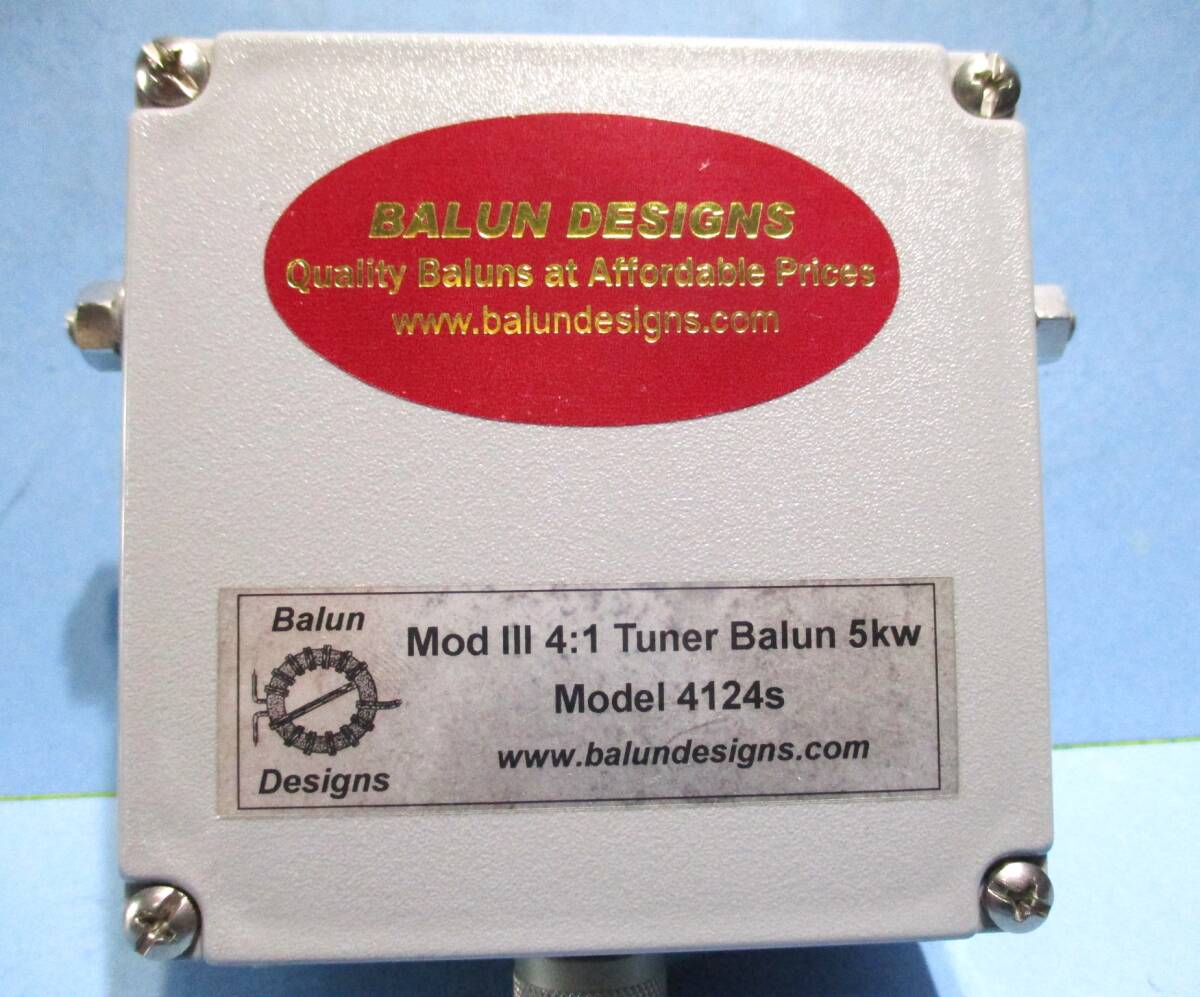 BALUN DESIGNS
Quality Baluns at Affordable Prices
www.balundesigns.com
Balun
Designs
Mod III 4:1 Tuner Balun 5kw
Model 4124s
www.balundesigns.com